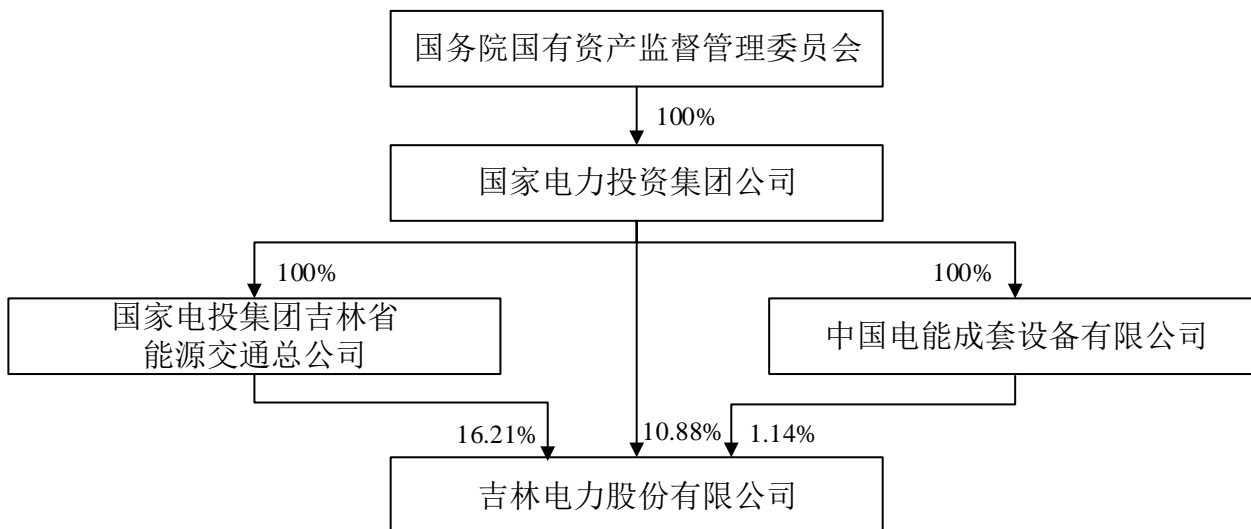 国务院国有资产监督管理委员会
100%
国家电力投资集团公司
100%
100%
国家电投集团吉林省
能源交通总公司
中国电能成套设备有限公司
16.21%
10.88%
1.14%
吉林电力股份有限公司